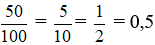 50/100 = 5/10 = 1/2 = 0,5